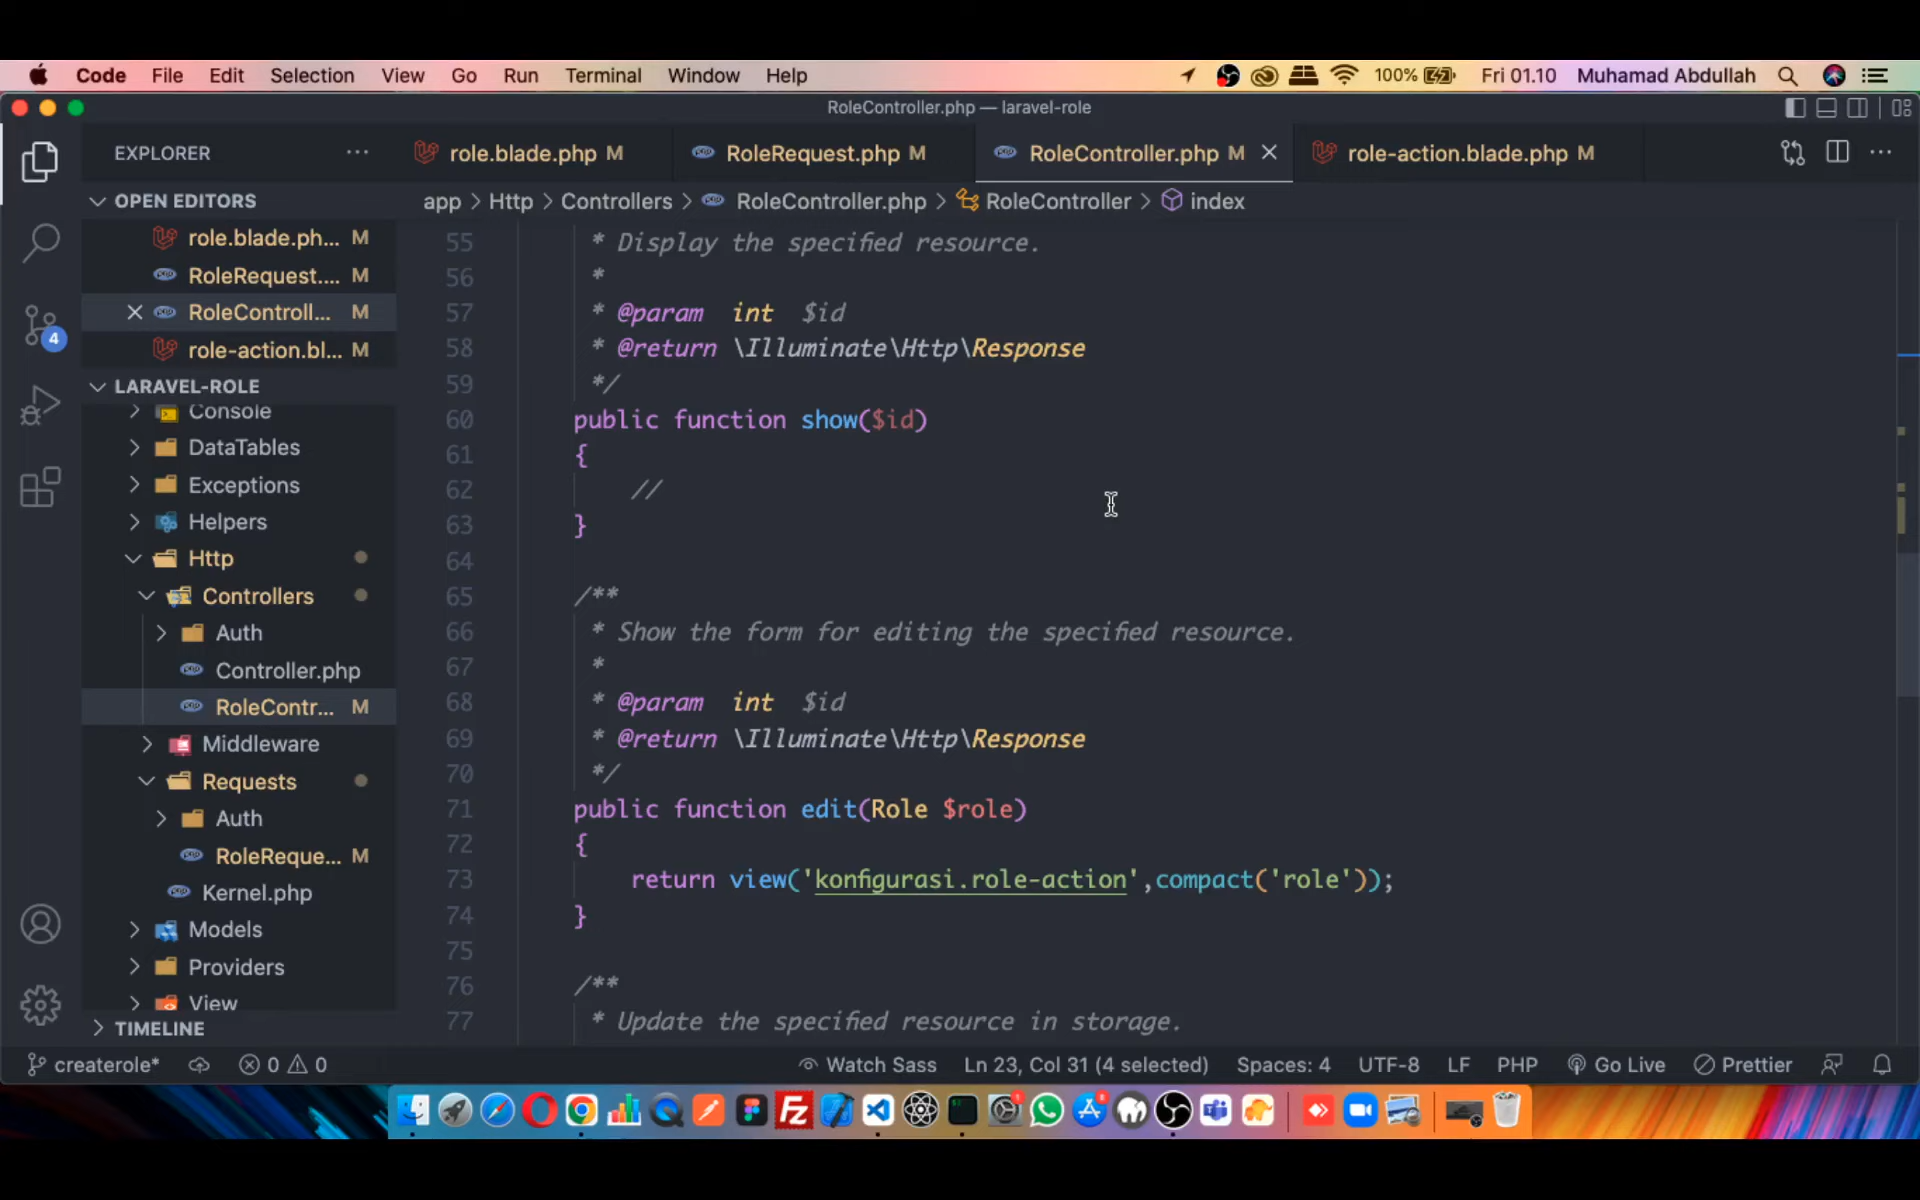 Code File Edit Selection View Go Run Terminal Window Help 100% Fri 01.10 Muhamad Abdullah
RoleController.php — laravel-role
EXPLORER
role.blade.php M RoleRequest.php M RoleController.php M role-action.blade.php M
OPEN EDITORS
app > Http > Controllers > RoleController.php > RoleController > index
role.blade.ph... M
RoleRequest.... M
RoleControll... M
role-action.bl... M
4
LARAVEL-ROLE
Console
DataTables
Exceptions
Helpers
Http
Controllers
Auth
Controller.php
RoleContr... M
Middleware
Requests
Auth
RoleReque... M
Kernel.php
Models
Providers
View
TIMELINE
55 * Display the specified resource.
56 *
57 * @param int $id
58 * @return \Illuminate\Http\Response
59 */
60 public function show($id)
61 {
62 //
63 }
64
65 /**
66 * Show the form for editing the specified resource.
67 *
68 * @param int $id
69 * @return \Illuminate\Http\Response
70 */
71 public function edit(Role $role)
72 {
73 return view('konfigurasi.role-action',compact('role'));
74 }
75
76 /**
77 * Update the specified resource in storage.
createrole* 0 0 Watch Sass Ln 23, Col 31 (4 selected) Spaces: 4 UTF-8 LF PHP Go Live Prettier